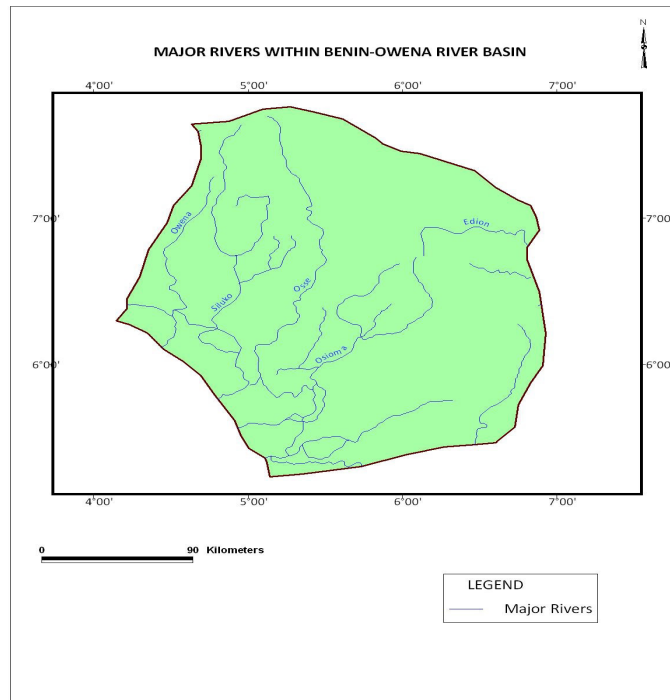 N
MAJOR RIVERS WITHIN BENIN-OWENA RIVER BASIN
4°00' 5°00' 6°00' 7°00'
7°00' 7°00'
Edion
Owena
Osse
Siluko
Osiom'a
6°00' 6°00'
4°00' 5°00' 6°00' 7°00'
0 90 Kilometers
LEGEND
Major Rivers